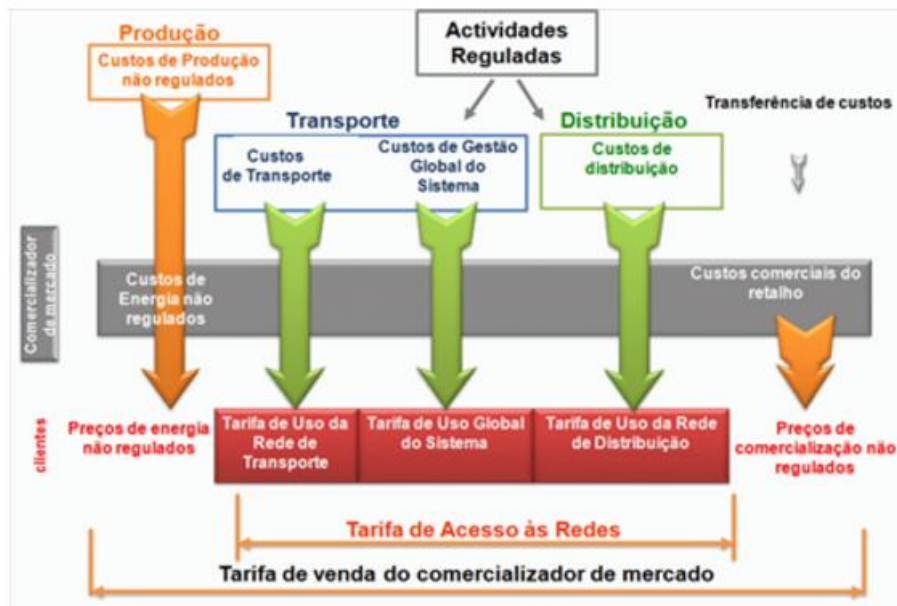 Actividades
Reguladas
Produção
Custos de Produção
não regulados
Transporte
Custos
de Transporte
Custos de Gestão
Global do
Sistema
Distribuição
Custos de
distribuição
Transferência de custos
Comercializador
de mercado
Custos de
Energia não
regulados
Custos comerciais do
retalho
clientes
Preços de energia
não regulados
Tarifa de Uso da
Rede de
Transporte
Tarifa de Uso Global
do Sistema
Tarifa de Uso da Rede
de Distribuição
Preços de
comercialização não
regulados
Tarifa de Acesso às Redes
Tarifa de venda do comercializador de mercado